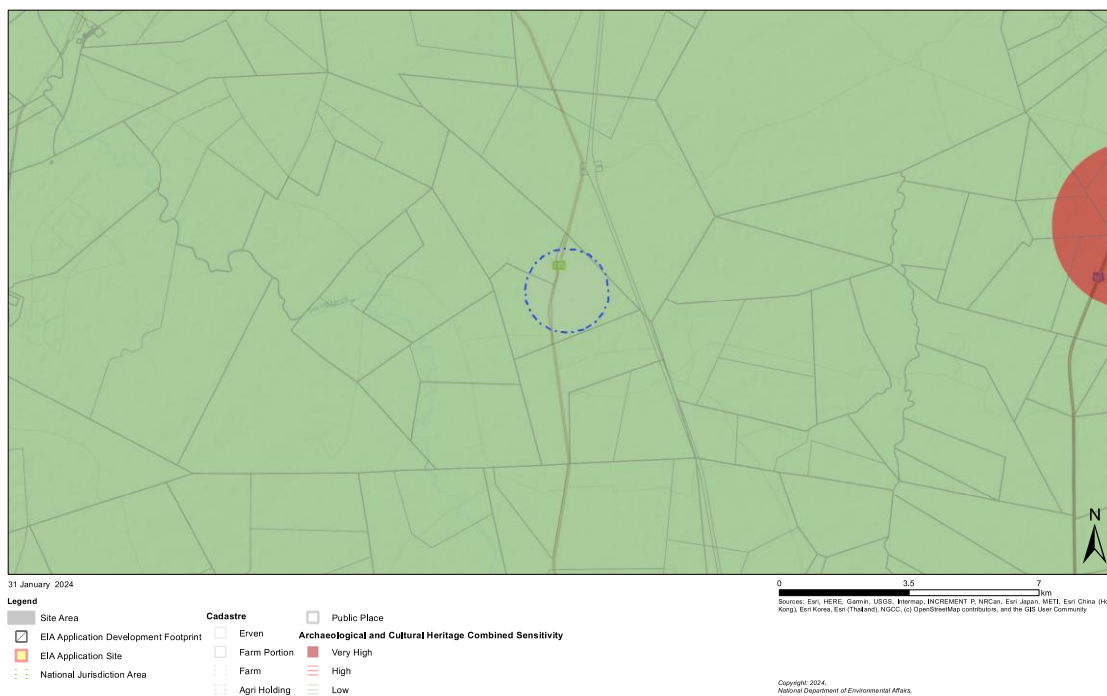 N
31 January 2024
0 3.5 7
km
Sources: Esri, HERE, Garmin, USGS, Intermap, INCREMENT P, NRCan, Esri Japan, METI, Esri China (Ho
Kong), Esri Korea, Esri (Thailand), NGCC, (c) OpenStreetMap contributors, and the GIS User Community
Legend
Site Area
EIA Application Development Footprint
EIA Application Site
National Jurisdiction Area
Cadastre
Erven
Farm Portion
Farm
Agri Holding
Public Place
Archaeological and Cultural Heritage Combined Sensitivity
Very High
High
Low
Copyright: 2024,
National Department of Environmental Affairs,